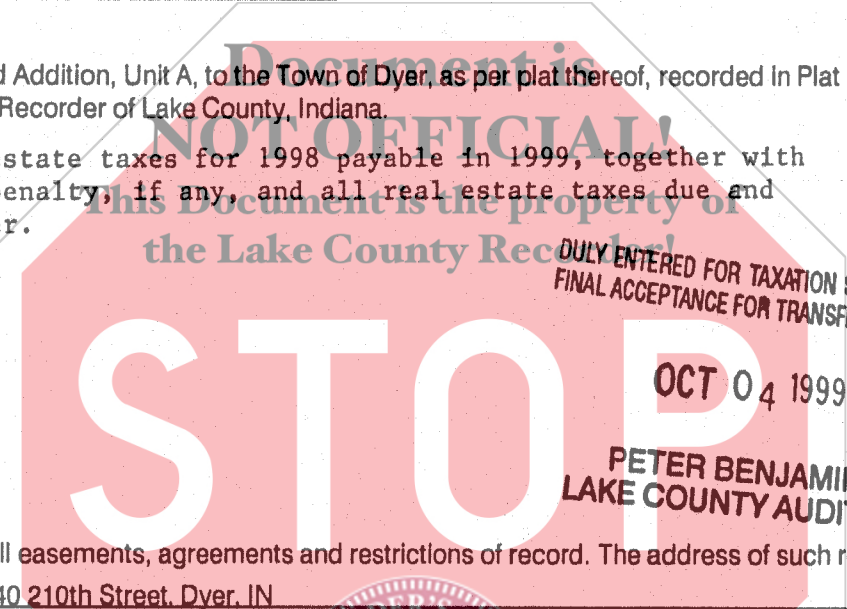 Document is
d Addition, Unit A, to the Town of Dyer, as per plat thereof, recorded in Plat
Recorder of Lake County, Indiana.
NOT OFFICIAL!
state taxes for 1998 payable in 1999, together with
enalty, if any, and all real estate taxes due and
This Document is the property of
r.
the Lake County Recorder!
DULY ENTERED FOR TAXATION S
FINAL ACCEPTANCE FOR TRANSF
STOP
OCT 04 1999
PETER BENJAMI
LAKE COUNTY AUDI
ll easements, agreements and restrictions of record. The address of such r
40 210th Street, Dyer, IN